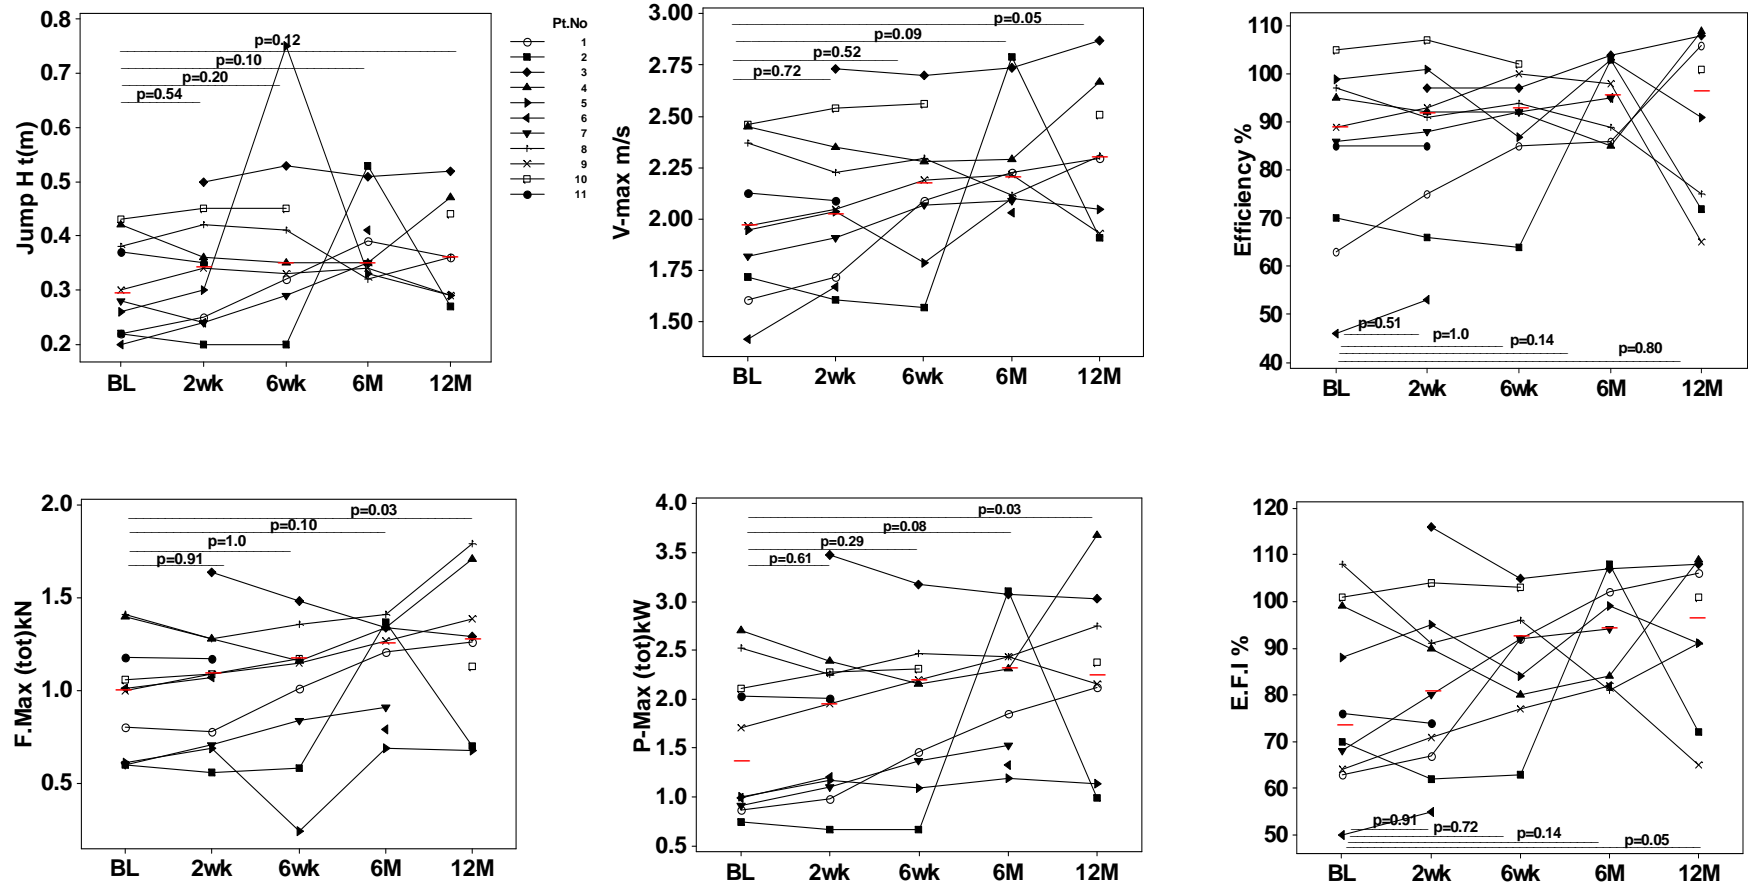 Jump H t(m)
0.8
0.7
0.6
0.5
0.4
0.3
0.2
p=0.12
p=0.10
p=0.20
p=0.54
BL 2wk 6wk 6M 12M
Pt.No
1
2
3
4
5
6
7
8
9
10
11
V-max m/s
3.00
2.75
2.50
2.25
2.00
1.75
1.50
p=0.05
p=0.09
p=0.52
p=0.72
BL 2wk 6wk 6M 12M
Efficiency %
110
100
90
80
70
60
50
40
p=0.51
p=1.0
p=0.14
p=0.80
BL 2wk 6wk 6M 12M
F.Max (tot)kN
2.0
1.5
1.0
0.5
p=0.03
p=0.10
p=1.0
p=0.91
BL 2wk 6wk 6M 12M
P-Max (tot)kW
4.0
3.5
3.0
2.5
2.0
1.5
1.0
0.5
p=0.03
p=0.08
p=0.29
p=0.61
BL 2wk 6wk 6M 12M
E.F.I %
120
110
100
90
80
70
60
50
p=0.91
p=0.72
p=0.14
p=0.05
BL 2wk 6wk 6M 12M